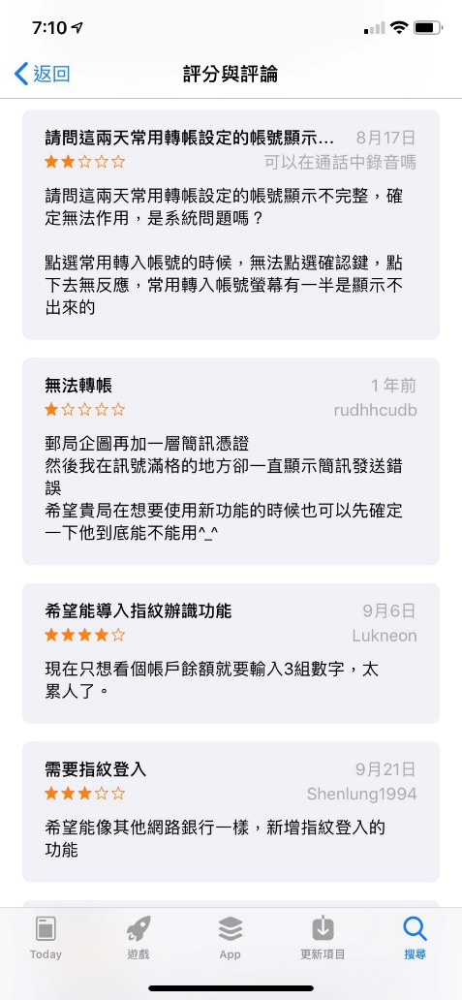 7:10
返回
評分與評論
請問這兩天常用轉帳設定的帳號顯示...
8月17日
可以在通話中錄音嗎
請問這兩天常用轉帳設定的帳號顯示不完整，確
定無法作用，是系統問題嗎？
點選常用轉入帳號的時候，無法點選確認鍵，點
下去無反應，常用轉入帳號螢幕有一半是顯示不
出來的
無法轉帳
1 年前
rudhhcudb
郵局企圖再加一層簡訊憑證
然後我在訊號滿格的地方卻一直顯示簡訊發送錯
誤
希望貴局在想要使用新功能的時候也可以先確定
一下他到底能不能用^_^
希望能導入指紋辦識功能
9月6日
Lukneon
現在只想看個帳戶餘額就要輸入3組數字，太
累人了。
需要指紋登入
9月21日
Shenlung1994
希望能像其他網路銀行一樣，新增指紋登入的
功能
Today
遊戲
App
更新項目
搜尋